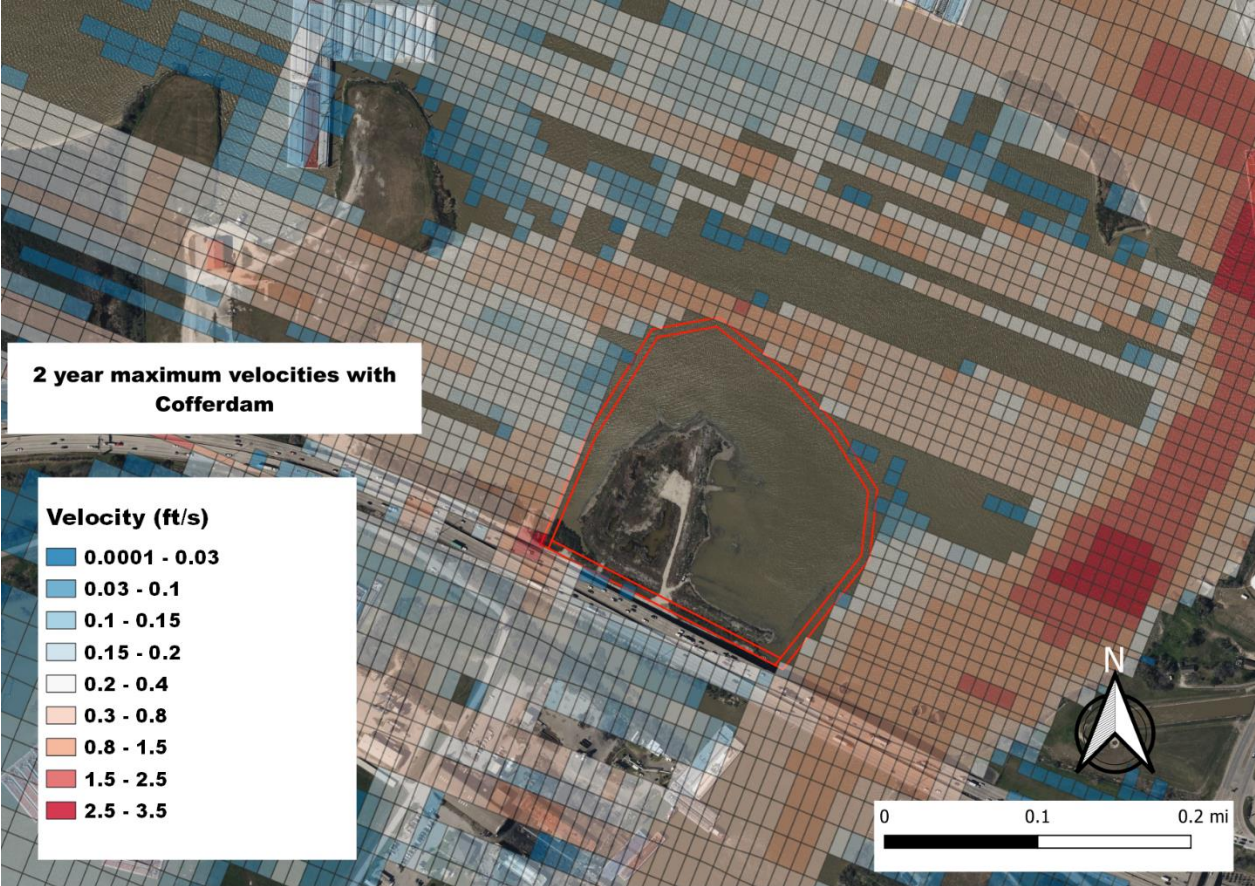 2 year maximum velocities with
Cofferdam
Velocity (ft/s)
0.0001 - 0.03
0.03 - 0.1
0.1 - 0.15
0.15 - 0.2
0.2 - 0.4
0.3 - 0.8
0.8 - 1.5
1.5 - 2.5
2.5 - 3.5
N
0 0.1 0.2 mi